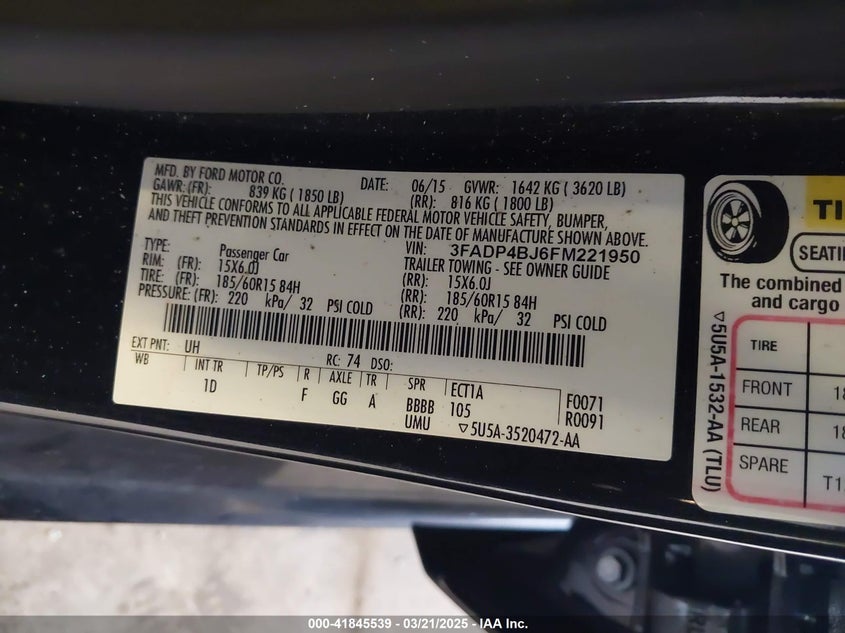 MFD. BY FORD MOTOR CO.
DATE: 06/15
GVWR: 1642 KG ( 3620 LB)
GAWR: (FR): 839 KG ( 1850 LB)
(RR): 816 KG ( 1800 LB)
THIS VEHICLE CONFORMS TO ALL APPLICABLE FEDERAL MOTOR VEHICLE SAFETY, BUMPER,
AND THEFT PREVENTION STANDARDS IN EFFECT ON THE DATE OF MANUFACTURE SHOWN ABOVE.
VIN: 3FADP4BJ6FM221950
TYPE: Passenger Car
TRAILER TOWING - SEE OWNER GUIDE
RIM: (FR): 15X6.0J
(RR): 15X6.0J
TIRE: (FR): 185/60R15 84H
(RR): 185/60R15 84H
PRESSURE: (FR): 220 kPa/ 32 PSI COLD
(RR): 220 kPa/ 32 PSI COLD
EXT PNT: UH
RC: 74 DSO:
WB INT TR TP/PS R AXLE TR SPR ECT1A F0071
1D F GG A BBBB 105 R0091
UMU ▽5U5A-3520472-AA
The combined
and cargo
TIRE
FRONT
REAR
SPARE
▽5U5A-1532-AA (TLU)
000-41845539 - 03/21/2025 - IAA Inc.